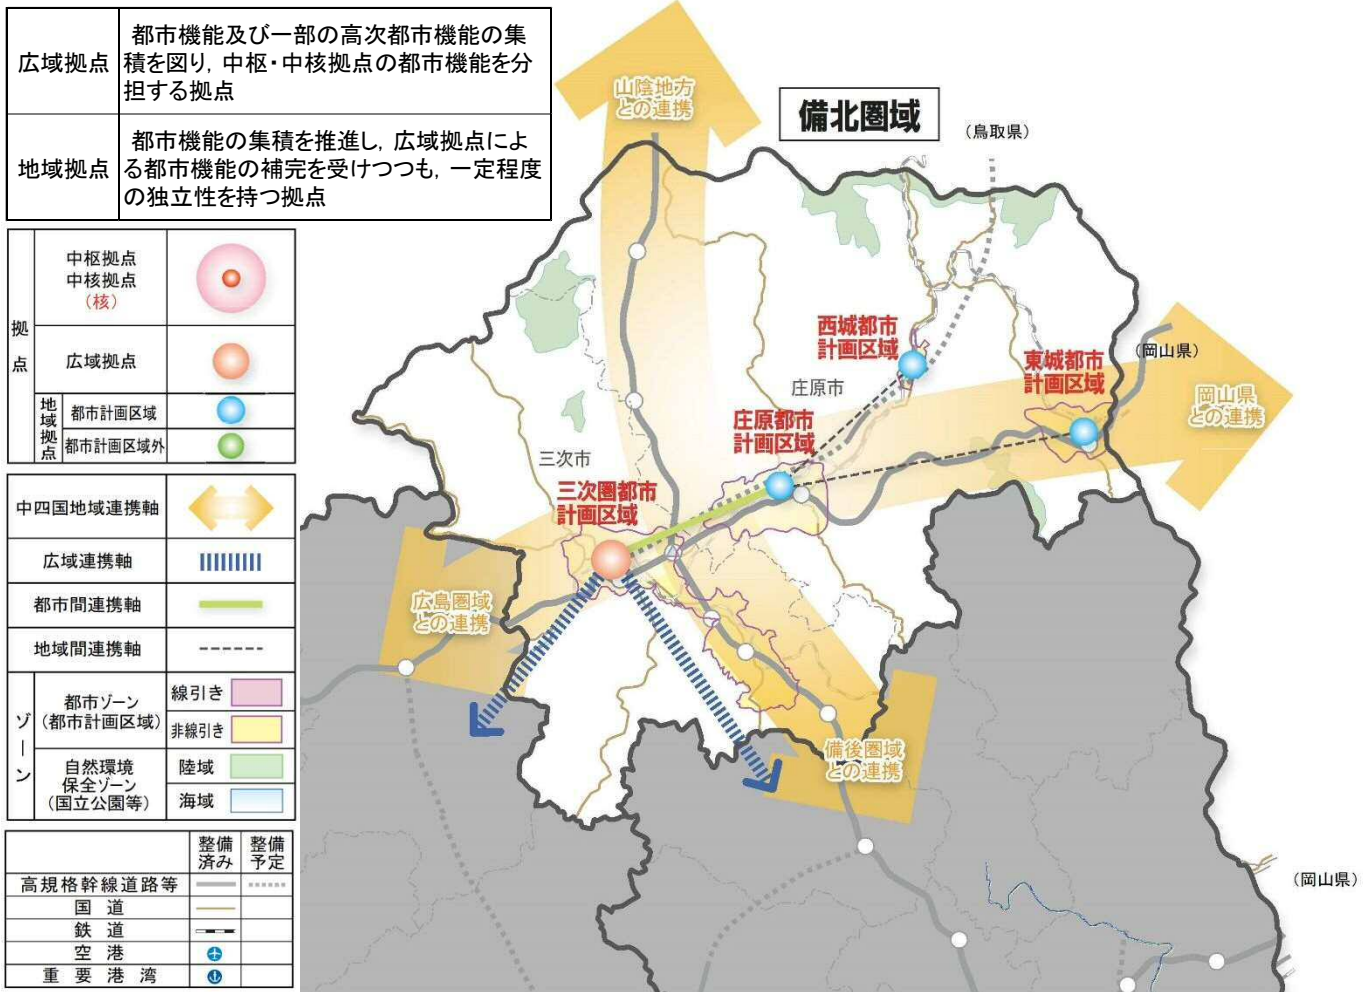 広域拠点
都市機能及び一部の高次都市機能の集
積を図り，中枢・中核拠点の都市機能を分
担する拠点
地域拠点
都市機能の集積を推進し，広域拠点によ
る都市機能の補完を受けつつも，一定程度
の独立性を持つ拠点
拠点
中枢拠点
中核拠点
（核）
広域拠点
地域拠点
都市計画区域
都市計画区域外
中四国地域連携軸
広域連携軸
都市間連携軸
地域間連携軸
ゾーン
都市ゾーン
（都市計画区域）
線引き
非線引き
自然環境
保全ゾーン
（国立公園等）
陸域
海域
整備
済み
整備
予定
高規格幹線道路等
国道
鉄道
空港
重要港湾
備北圏域
山陰地方
との連携
（鳥取県）
西城都市
計画区域
東城都市
計画区域
（岡山県）
岡山県
との連携
庄原市
庄原都市
計画区域
三次市
三次圏都市
計画区域
広島圏域
との連携
備後圏域
との連携
（岡山県）